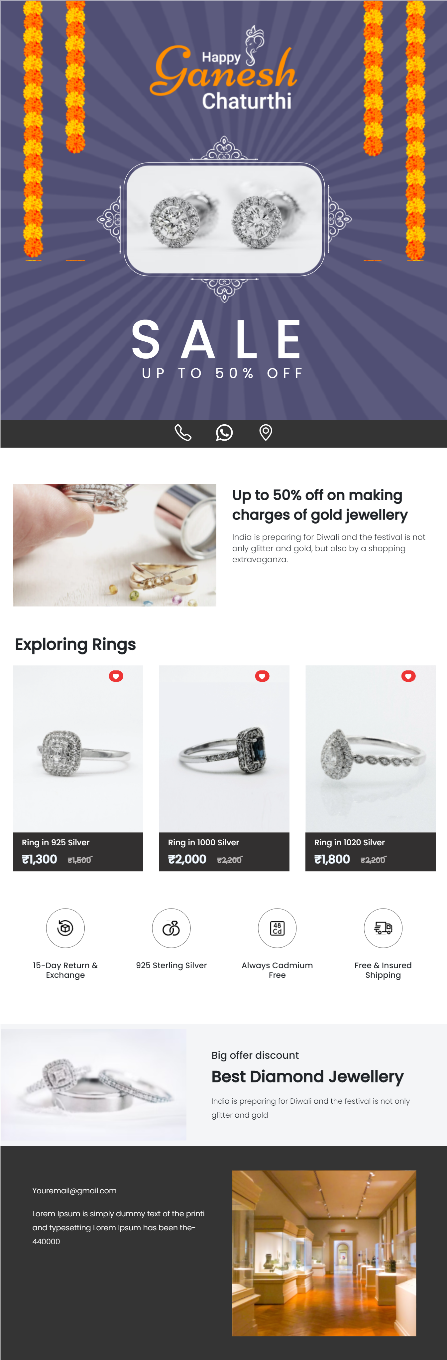 Happy
Ganesh
Chaturthi
SALE
UP TO 50% OFF
Up to 50% off on making
charges of gold jewellery
India is preparing for Diwali and the festival is not
only glitter and gold, but also by a shopping
extravaganza.
Exploring Rings
Ring in 925 Silver
₹1,300 ₹1,500
Ring in 1000 Silver
₹2,000 ₹2,200
Ring in 1020 Silver
₹1,800 ₹2,200
15-Day Return &
Exchange
925 Sterling Silver
48
Cd
Always Cadmium
Free
Free & Insured
Shipping
Big offer discount
Best Diamond Jewellery
India is preparing for Diwali and the festival is not only
glitter and gold
Youremail@gmail.com
Lorem Ipsum is simply dummy text of the printi
and typesetting Lorem Ipsum has been the-
440000